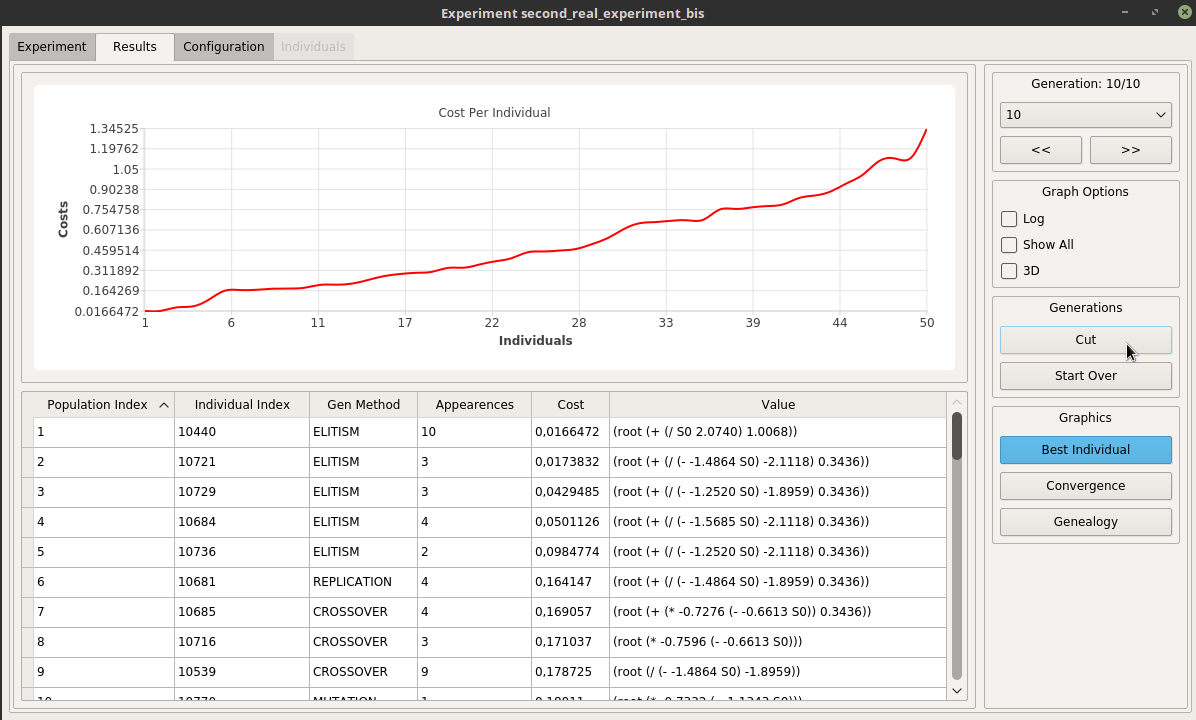 Experiment second_real_experiment_bis
Experiment Results Configuration Individuals
Cost Per Individual
Costs
1.34525
1.19762
1.05
0.90238
0.754758
0.607136
0.459514
0.311892
0.164269
0.0166472
1 6 11 17 22 28 33 39 44 50
Individuals
Population Index Individual Index Gen Method Appearences Cost Value
1 10440 ELITISM 10 0,0166472 (root (+ (/ S0 2.0740) 1.0068))
2 10721 ELITISM 3 0,0173832 (root (+ (/ (- -1.4864 S0) -2.1118) 0.3436))
3 10729 ELITISM 3 0,0429485 (root (+ (/ (- -1.2520 S0) -1.8959) 0.3436))
4 10684 ELITISM 4 0,0501126 (root (+ (/ (- -1.5685 S0) -2.1118) 0.3436))
5 10736 ELITISM 2 0,0984774 (root (+ (/ (- -1.2520 S0) -2.1118) 0.3436))
6 10681 REPLICATION 4 0,164147 (root (+ (/ (- -1.4864 S0) -1.8959) 0.3436))
7 10685 CROSSOVER 4 0,169057 (root (+ (* -0.7276 (- -0.6613 S0)) 0.3436))
8 10716 CROSSOVER 3 0,171037 (root (* -0.7596 (- -0.6613 S0)))
9 10539 CROSSOVER 9 0,178725 (root (/ (- -1.4864 S0) -1.8959))
10 MUTATION 1
Generation: 10/10
10
<< >>
Graph Options
Log
Show All
3D
Generations
Cut
Start Over
Graphics
Best Individual
Convergence
Genealogy